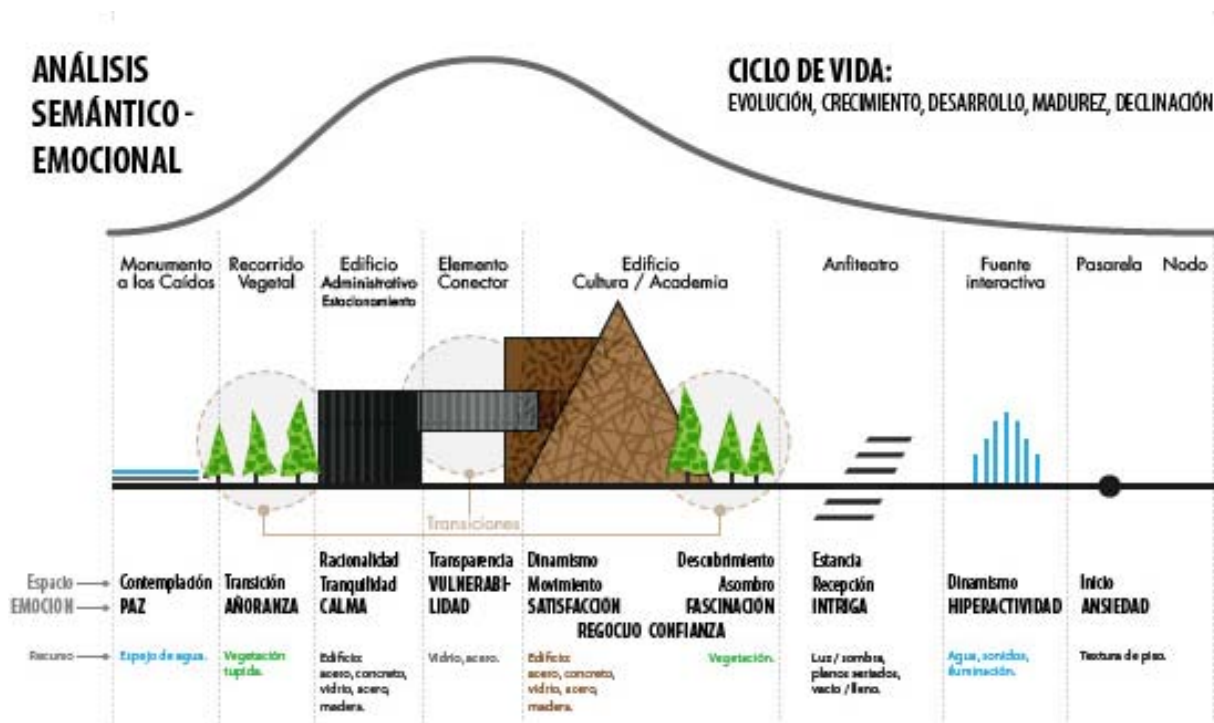 ANÁLISIS
SEMÁNTICO -
EMOCIONAL
CICLO DE VIDA:
EVOLUCIÓN, CRECIMIENTO, DESARROLLO, MADUREZ, DECLINACIÓN
Monumento
a los Caídos
Recorrido
Vegetal
Edificio
Administrativo
Estacionamiento
Elemento
Conector
Edificio
Cultura / Academia
Anfiteatro
Fuente
interactiva
Pasarela
Nodo
Transiciones
Espacio
EMOCIÓN
Contemplación
PAZ
Transición
AÑORANZA
Racionalidad
Tranquilidad
CALMA
Transparencia
VULNERABI-
LIDAD
Dinamismo
Movimiento
SATISFACCIÓN
Descubrimiento
Asombro
FASCINACIÓN
REGOCIJO CONFIANZA
Estancia
Recepción
INTRIGA
Dinamismo
HIPERACTIVIDAD
Inicio
ANSIEDAD
Recurso
Espejo de agua.
Vegetación
tupida.
Edificio:
acero, concreto,
vidrio, acero,
madera.
Vidrio, acero.
Edificio:
acero, concreto,
vidrio, acero,
madera.
Vegetación.
Luz / sombra,
planos seriados,
vacío / lleno.
Agua, sonidos,
iluminación.
Textura de piso.